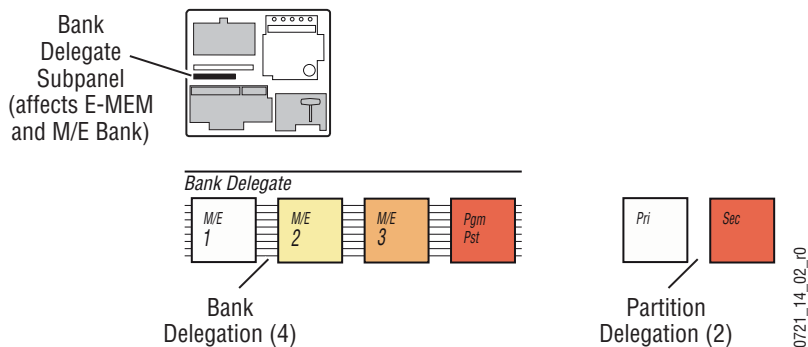 Bank
Delegate
Subpanel
(affects E-MEM
and M/E Bank)
Bank Delegate
M/E
1
M/E
2
M/E
3
Pgm
Pst
Pri
Sec
Bank
Delegation (4)
Partition
Delegation (2)
0721_14_02_r0